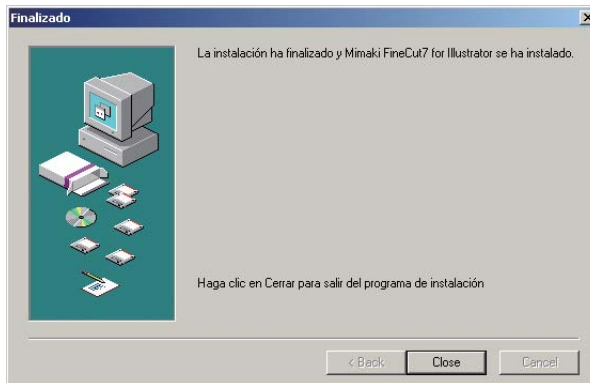 Finalizado
La instalación ha finalizado y Mimaki FineCut7 for Illustrator se ha instalado.
Haga clic en Cerrar para salir del programa de instalación
< Back
Close
Cancel